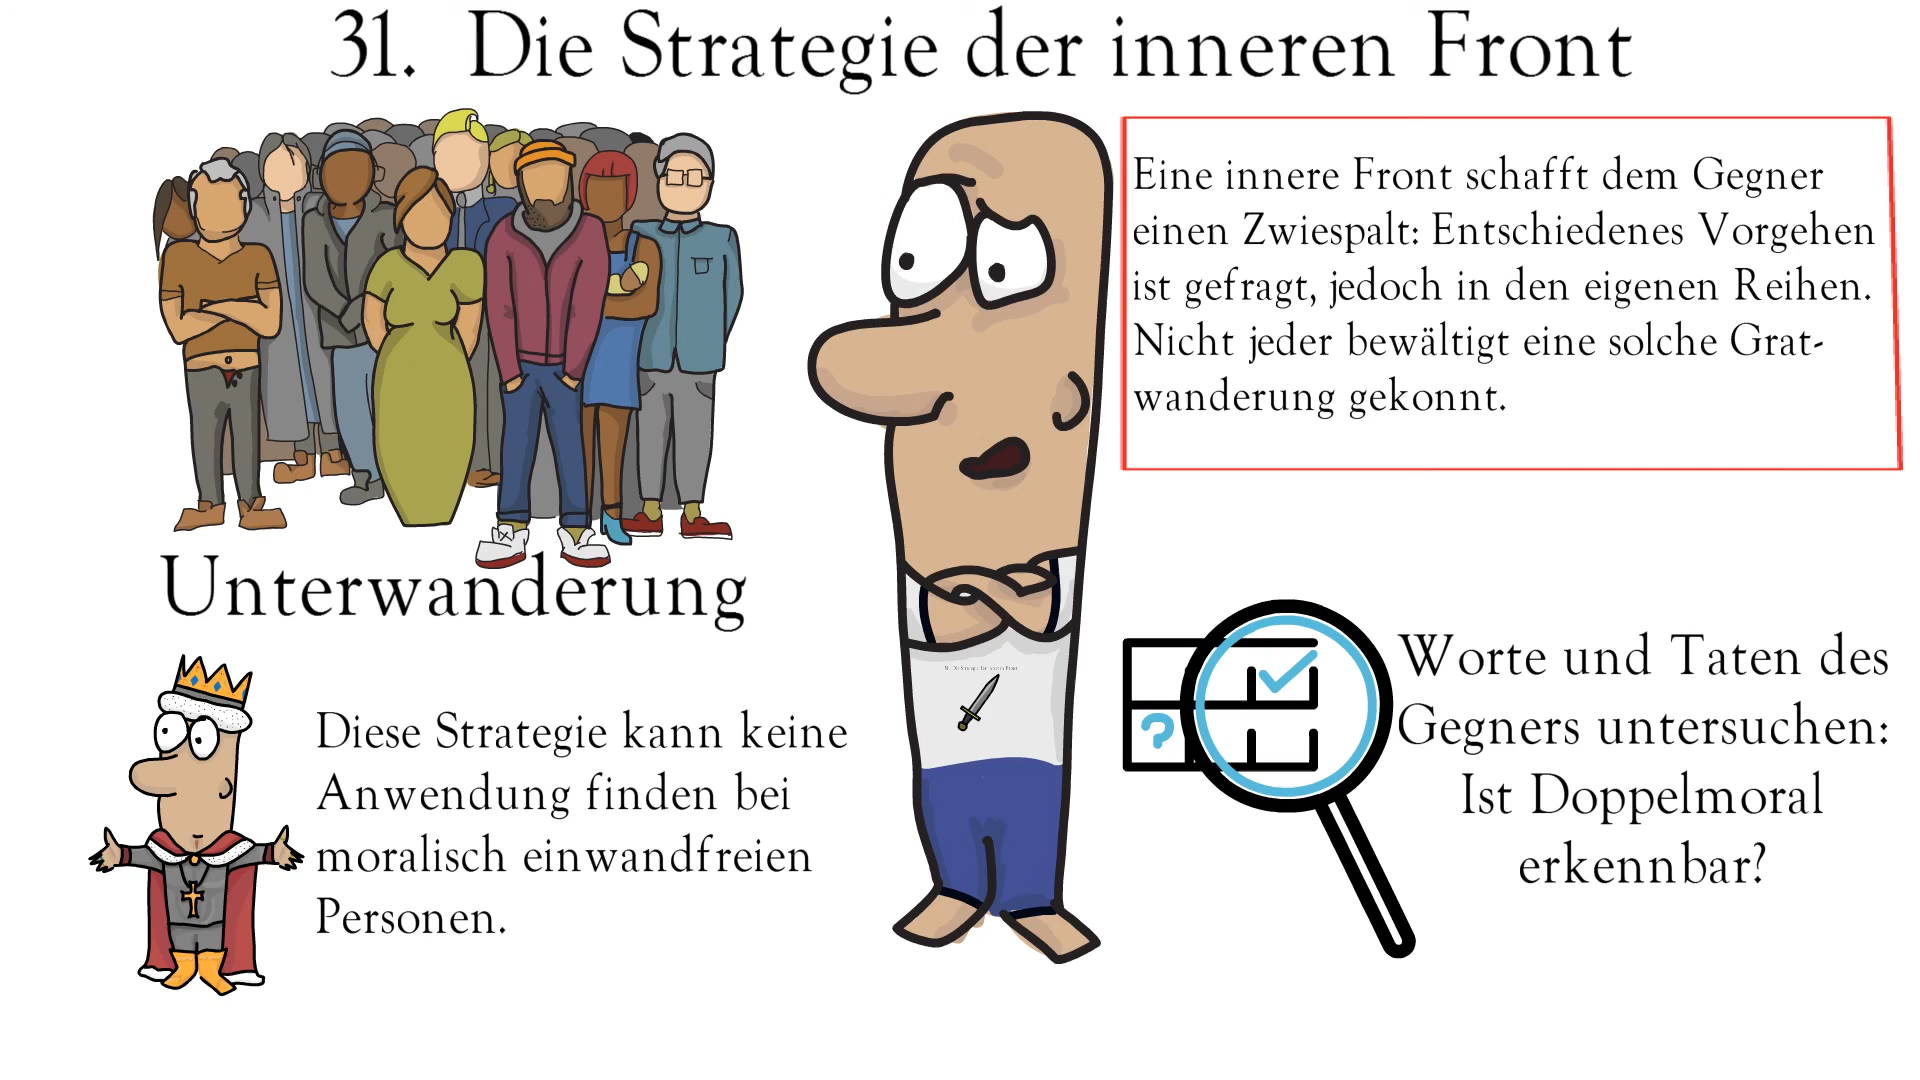 31. Die Strategie der inneren Front
Eine innere Front schafft dem Gegner
einen Zwiespalt: Entschiedenes Vorgehen
ist gefragt, jedoch in den eigenen Reihen.
Nicht jeder bewältigt eine solche Grat-
wanderung gekonnt.
Unterwanderung
Diese Strategie kann keine
Anwendung finden bei
moralisch einwandfreien
Personen.
?
Worte und Taten des
Gegners untersuchen:
Ist Doppelmoral
erkennbar?